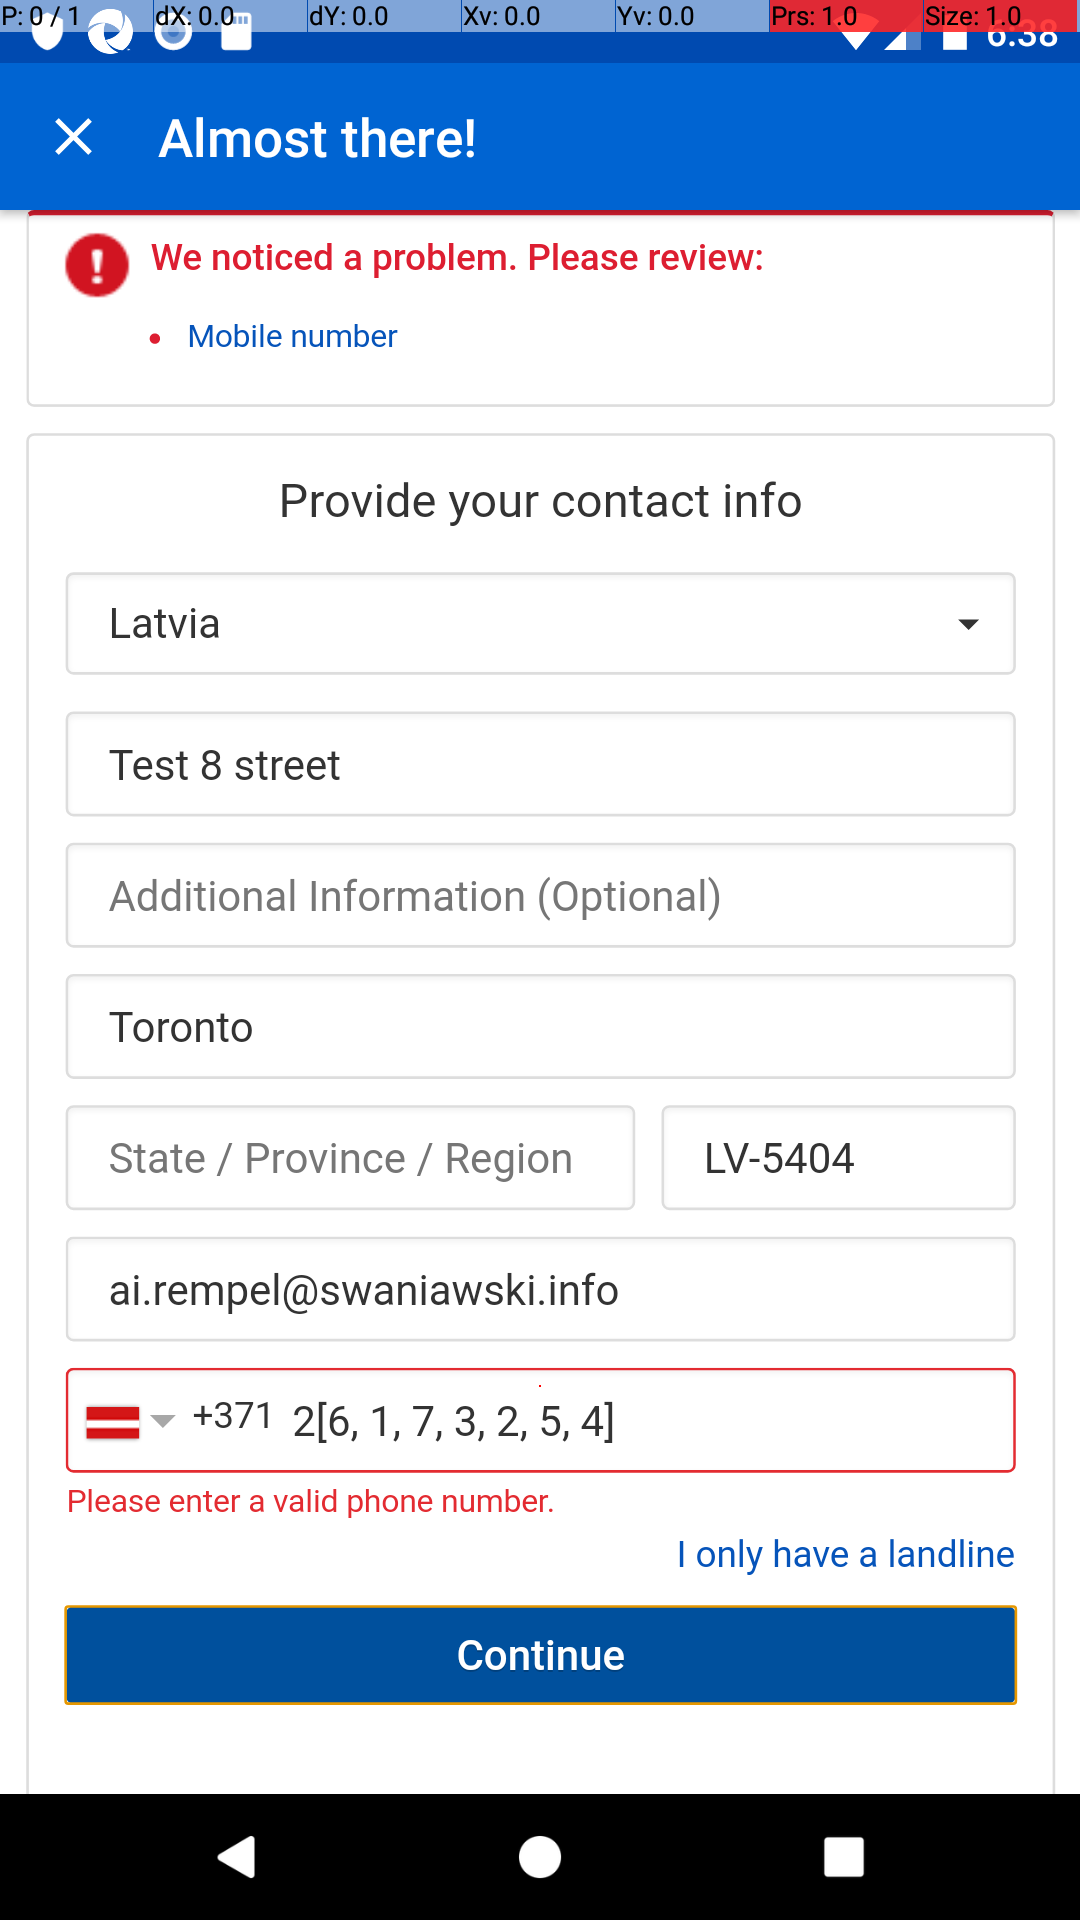 P: 0 / 1 dX: 0.0 dY: 0.0 Xv: 0.0 Yv: 0.0 Prs: 1.0 Size: 1.0
6:38
Almost there!
We noticed a problem. Please review:
Mobile number
Provide your contact info
Latvia
Test 8 street
Additional Information (Optional)
Toronto
State / Province / Region LV-5404
ai.rempel@swaniawski.info
+371 2[6, 1, 7, 3, 2, 5, 4]
Please enter a valid phone number.
I only have a landline
Continue